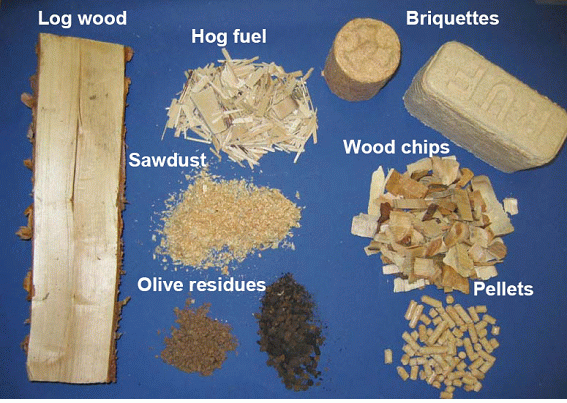 Log wood
Hog fuel
Briquettes
Sawdust
Wood chips
Olive residues
Pellets